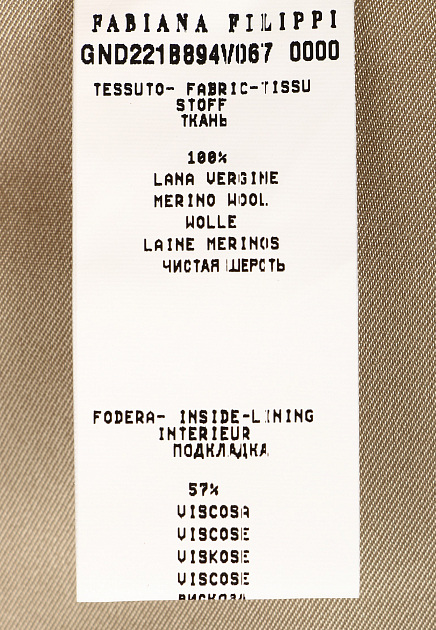 FABIANA FILIPPI
GND221B894V067 0000
TESSUTO- FABRIC-TISSU
STOFF
ТКАНЬ
100%
LANA VERGINE
MERINO WOOL
WOLLE
LAINE MERINOS
ЧИСТАЯ ШЕРСТЬ
FODERA- INSIDE-LINING
INTERIEUR
ПОДКЛАДКА
57%
VISCOSA
VISCOSE
VISKOSE
VISCOSE
ВИСКОЗА